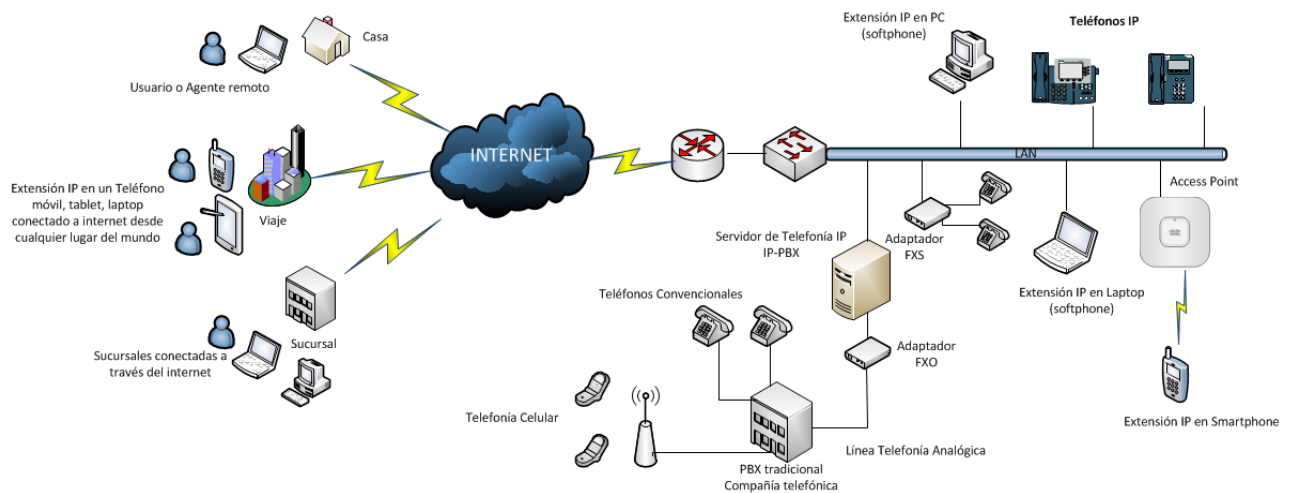 Casa
Usuario o Agente remoto
Extensión IP en un Teléfono
móvil, tablet, laptop
conectado a internet desde
cualquier lugar del mundo
Viaje
Sucursal
Sucursales conectadas a
través del internet
INTERNET
Extensión IP en PC
(softphone)
Teléfonos IP
LAN
Access Point
Servidor de Telefonía IP
IP-PBX
Adaptador
FXS
Extensión IP en Laptop
(softphone)
Teléfonos Convencionales
Adaptador
FXO
Telefonía Celular
Línea Telefonía Analógica
Extensión IP en Smartphone
PBX tradicional
Compañía telefónica